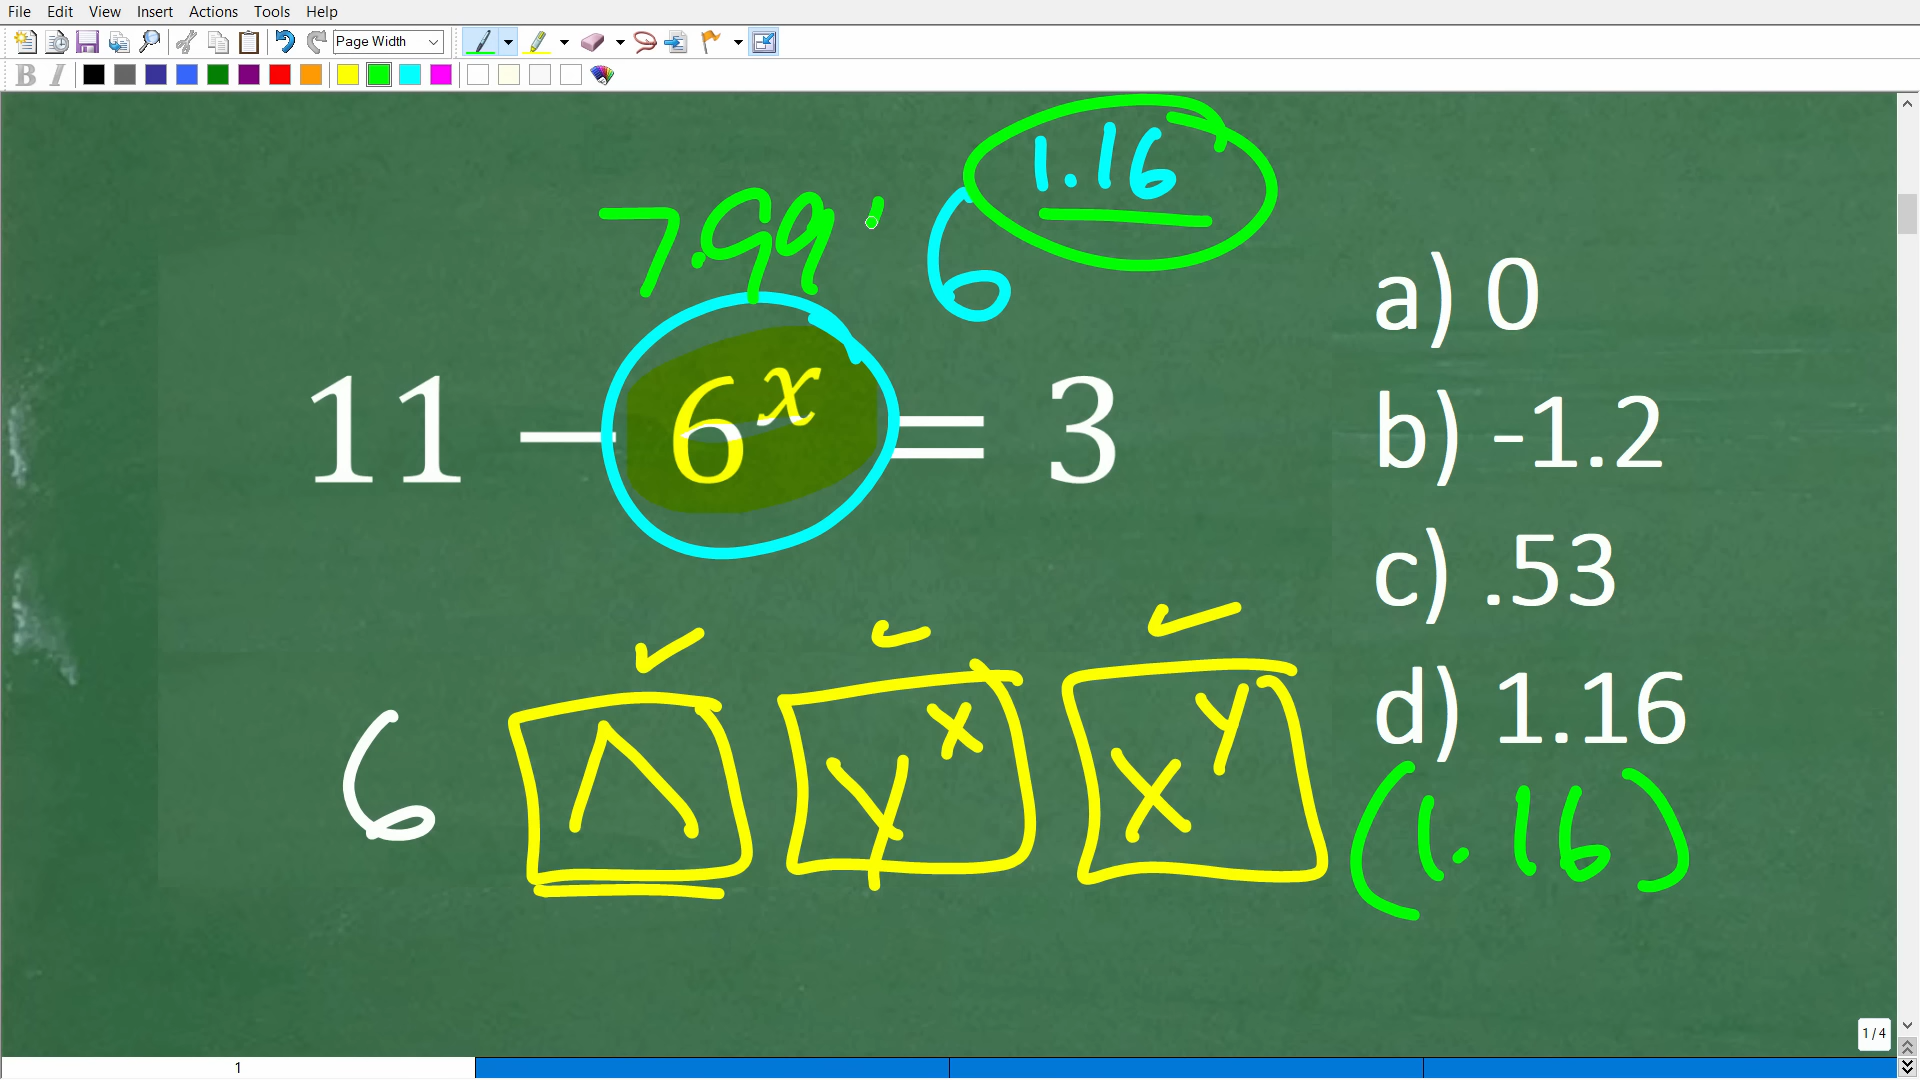 File Edit View Insert Actions Tools Help
Page Width
B I
1.16
7.99 6
11 − 6^x = 3
a) 0
b) -1.2
c) .53
d) 1.16
6 ^ y^x x^y (1.16)
1 / 4
1